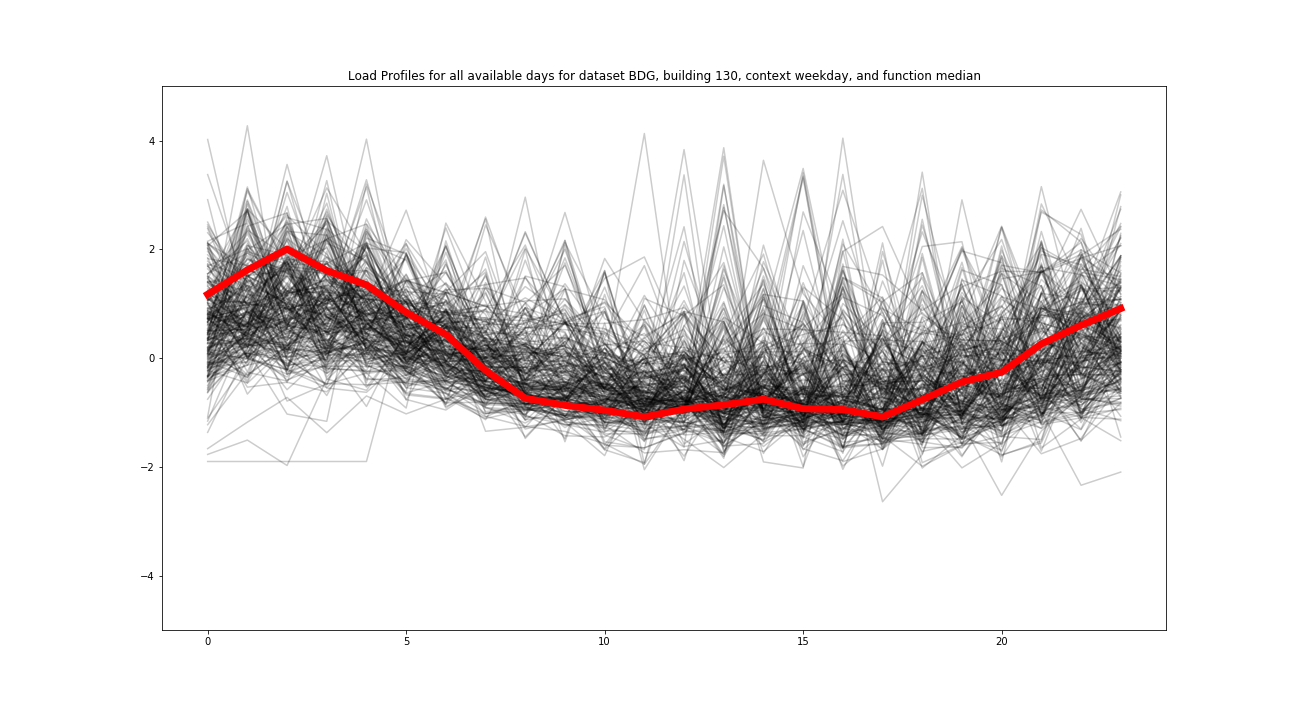 Load Profiles for all available days for dataset BDG, building 130, context weekday, and function median
4
2
0
−2
−4
0 5 10 15 20